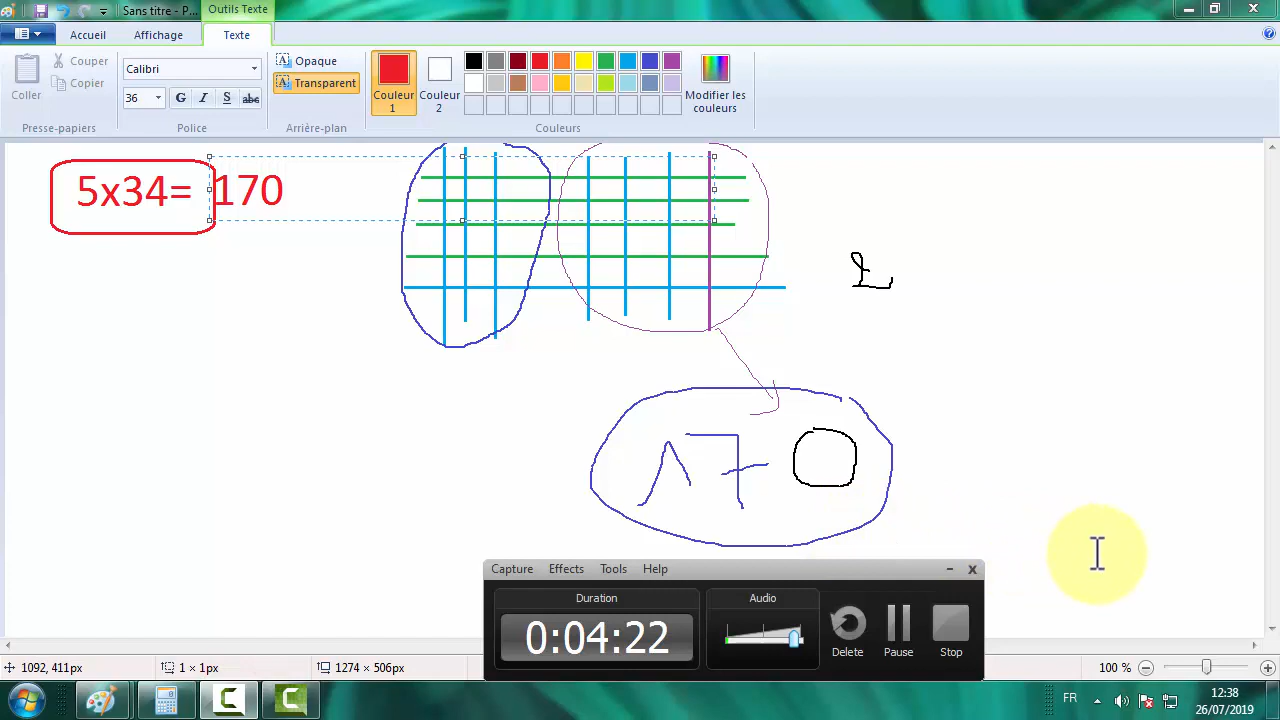 Sans titre - P...
Outils Texte
Accueil
Affichage
Texte
Coller
Couper
Copier
Presse-papiers
Calibri
36
G I S abc
Police
Opaque
Transparent
Arrière-plan
Couleur 1
Couleur 2
Modifier les couleurs
Couleurs
5x34= 170
17 0
Capture Effects Tools Help
Duration
0:04:22
Audio
Delete
Pause
Stop
1092, 411px
1 × 1px
1274 × 506px
100 %
FR
12:38
26/07/2019